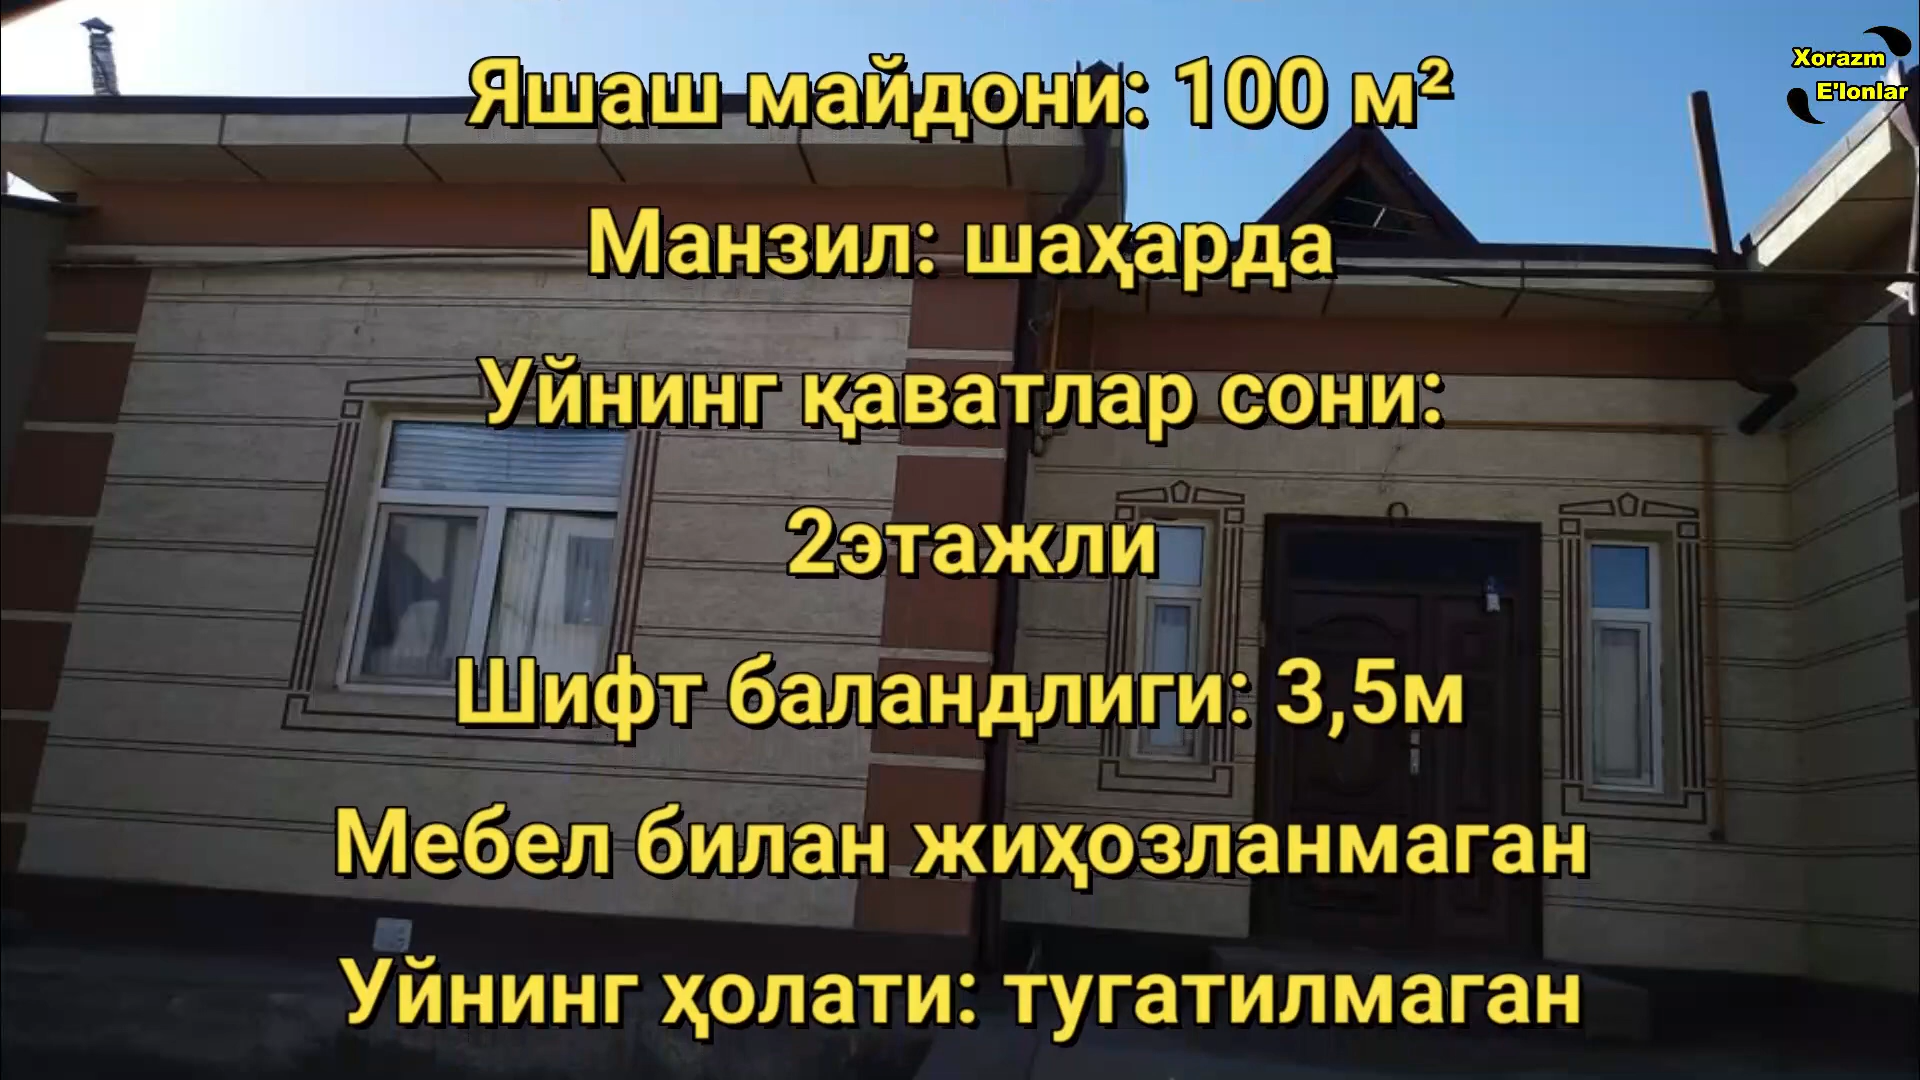 Xorazm
E'lonlar
Яшаш майдони: 100 м²
Манзил: шаҳарда
Уйнинг қаватлар сони:
2этажли
Шифт баландлиги: 3,5м
Мебел билан жиҳозланмаган
Уйнинг ҳолати: тугатилмаган